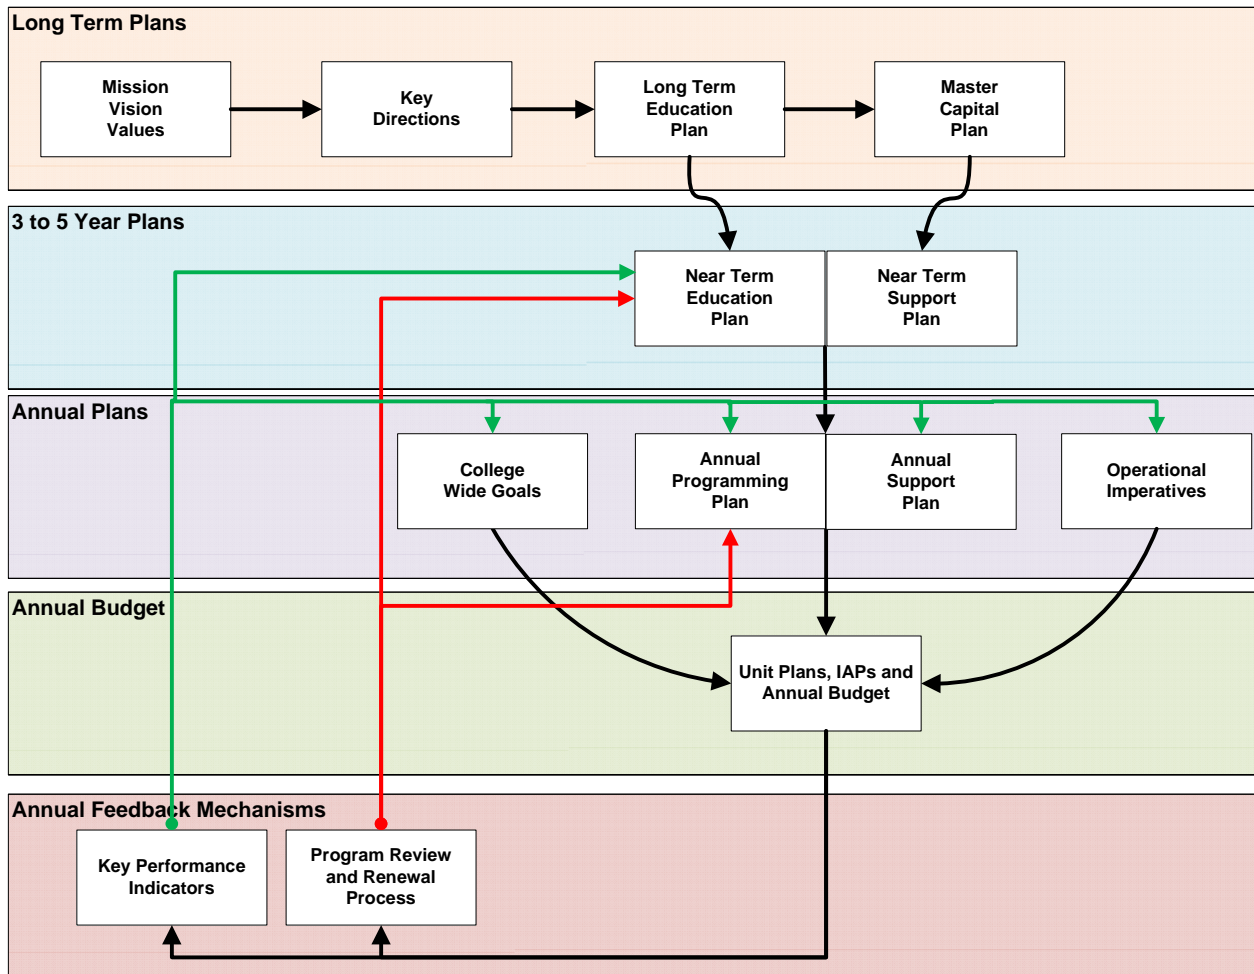 Long Term Plans
Mission
Vision
Values
Key
Directions
Long Term
Education
Plan
Master
Capital
Plan
3 to 5 Year Plans
Near Term
Education
Plan
Near Term
Support
Plan
Annual Plans
College
Wide Goals
Annual
Programming
Plan
Annual
Support
Plan
Operational
Imperatives
Annual Budget
Unit Plans, IAPs and
Annual Budget
Annual Feedback Mechanisms
Key Performance
Indicators
Program Review
and Renewal
Process